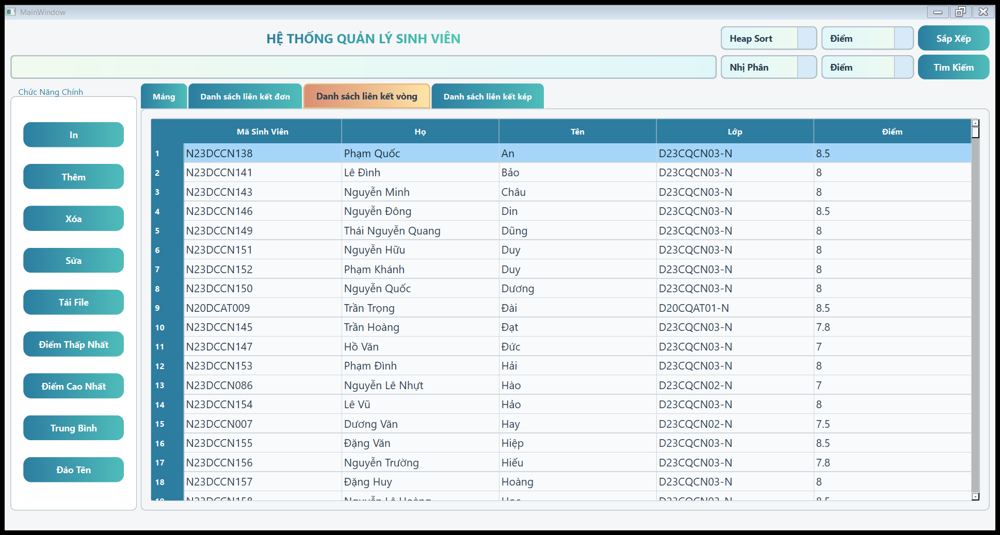 MainWindow
HỆ THỐNG QUẢN LÝ SINH VIÊN
Heap Sort
Điểm
Sắp Xếp
Nhị Phân
Điểm
Tìm Kiếm
Chức Năng Chính
In
Thêm
Xóa
Sửa
Tải File
Điểm Thấp Nhất
Điểm Cao Nhất
Trung Bình
Đảo Tên
Mảng
Danh sách liên kết đơn
Danh sách liên kết vòng
Danh sách liên kết kép
Mã Sinh Viên Họ Tên Lớp Điểm
1 N23DCCN138 Phạm Quốc An D23CQCN03-N 8.5
2 N23DCCN141 Lê Đình Bảo D23CQCN03-N 8
3 N23DCCN143 Nguyễn Minh Châu D23CQCN03-N 8
4 N23DCCN146 Nguyễn Đông Din D23CQCN03-N 8.5
5 N23DCCN149 Thái Nguyễn Quang Dũng D23CQCN03-N 8
6 N23DCCN151 Nguyễn Hữu Duy D23CQCN03-N 8
7 N23DCCN152 Phạm Khánh Duy D23CQCN03-N 8
8 N23DCCN150 Nguyễn Quốc Dương D23CQCN03-N 8
9 N20DCAT009 Trần Trọng Đài D20CQAT01-N 8.5
10 N23DCCN145 Trần Hoàng Đạt D23CQCN03-N 7.8
11 N23DCCN147 Hồ Văn Đức D23CQCN03-N 7
12 N23DCCN153 Phạm Đình Hải D23CQCN03-N 8
13 N23DCCN086 Nguyễn Lê Nhựt Hào D23CQCN02-N 7
14 N23DCCN154 Lê Vũ Hảo D23CQCN03-N 8
15 N23DCCN007 Dương Văn Hay D23CQCN02-N 7.5
16 N23DCCN155 Đặng Văn Hiệp D23CQCN03-N 8.5
17 N23DCCN156 Nguyễn Trường Hiếu D23CQCN03-N 7.8
18 N23DCCN157 Đặng Huy Hoàng D23CQCN03-N 8